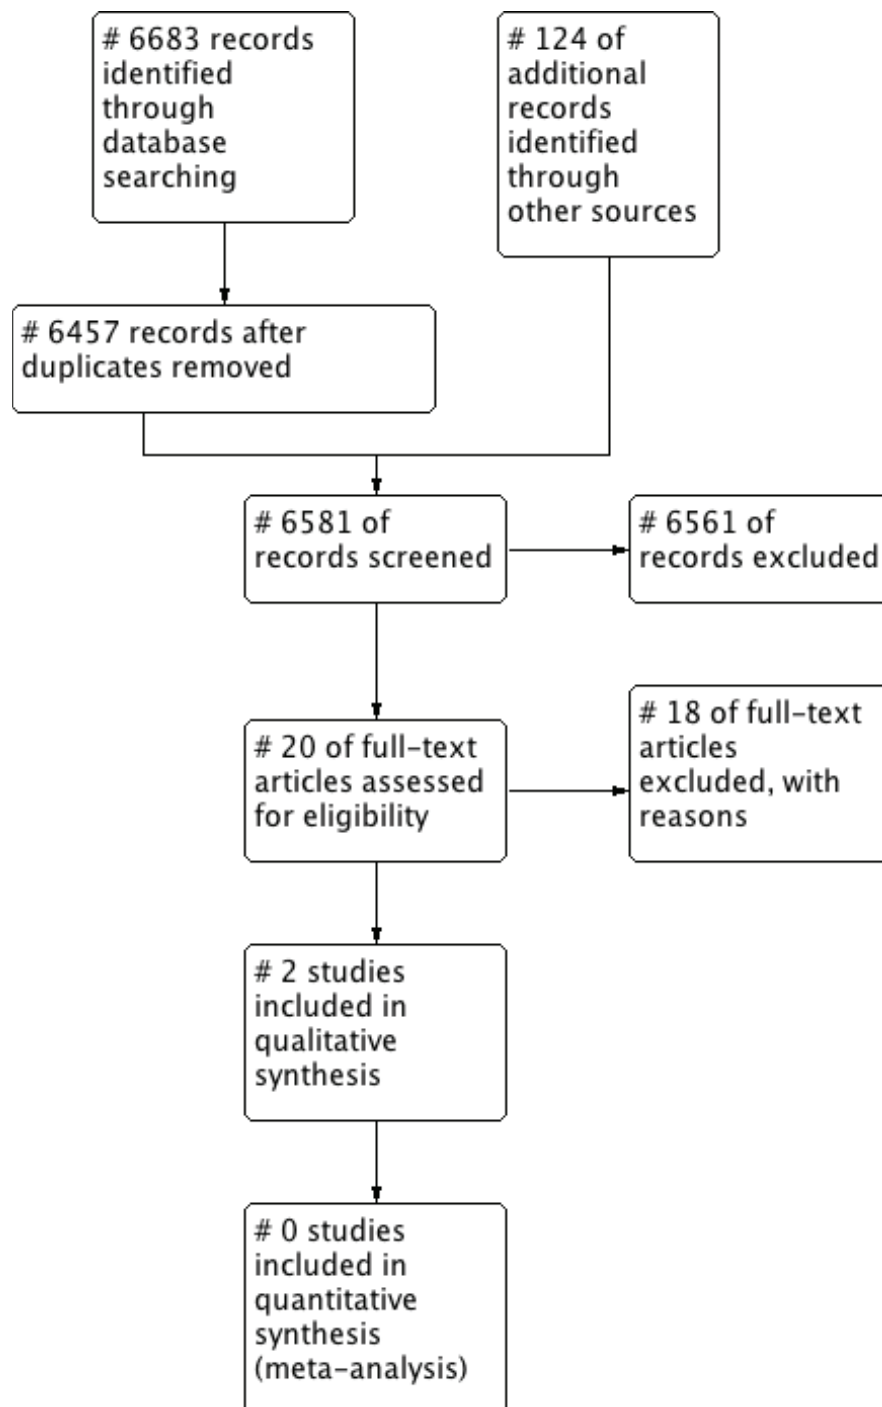 # 6683 records
identified
through
database
searching
# 124 of
additional
records
identified
through
other sources
# 6457 records after
duplicates removed
# 6581 of
records screened
# 6561 of
records excluded
# 20 of full-text
articles assessed
for eligibility
# 18 of full-text
articles
excluded, with
reasons
# 2 studies
included in
qualitative
synthesis
# 0 studies
included in
quantitative
synthesis
(meta-analysis)